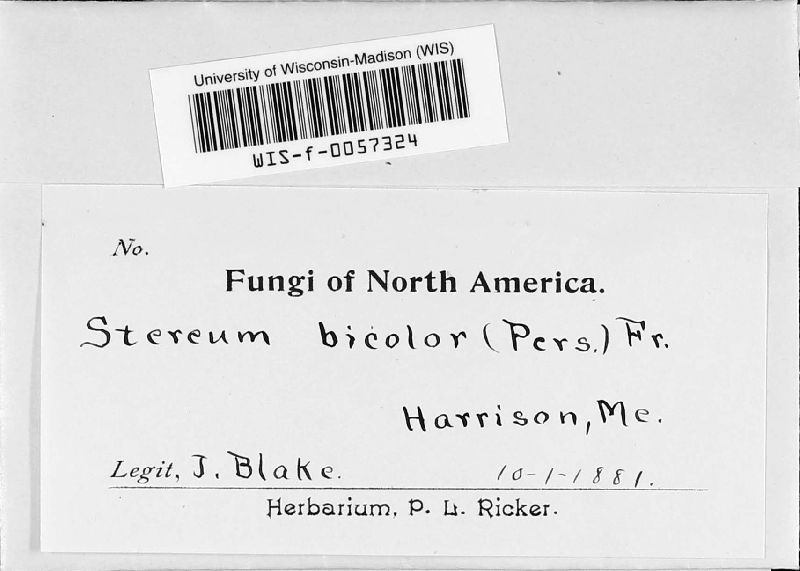 University of Wisconsin-Madison (WIS)
WIS-f-0057324
No.
Fungi of North America.
Stereum bicolor (Pers.) Fr.
Harrison, Me.
Legit, J. Blake. 10-1-1881.
Herbarium, P. L. Ricker.